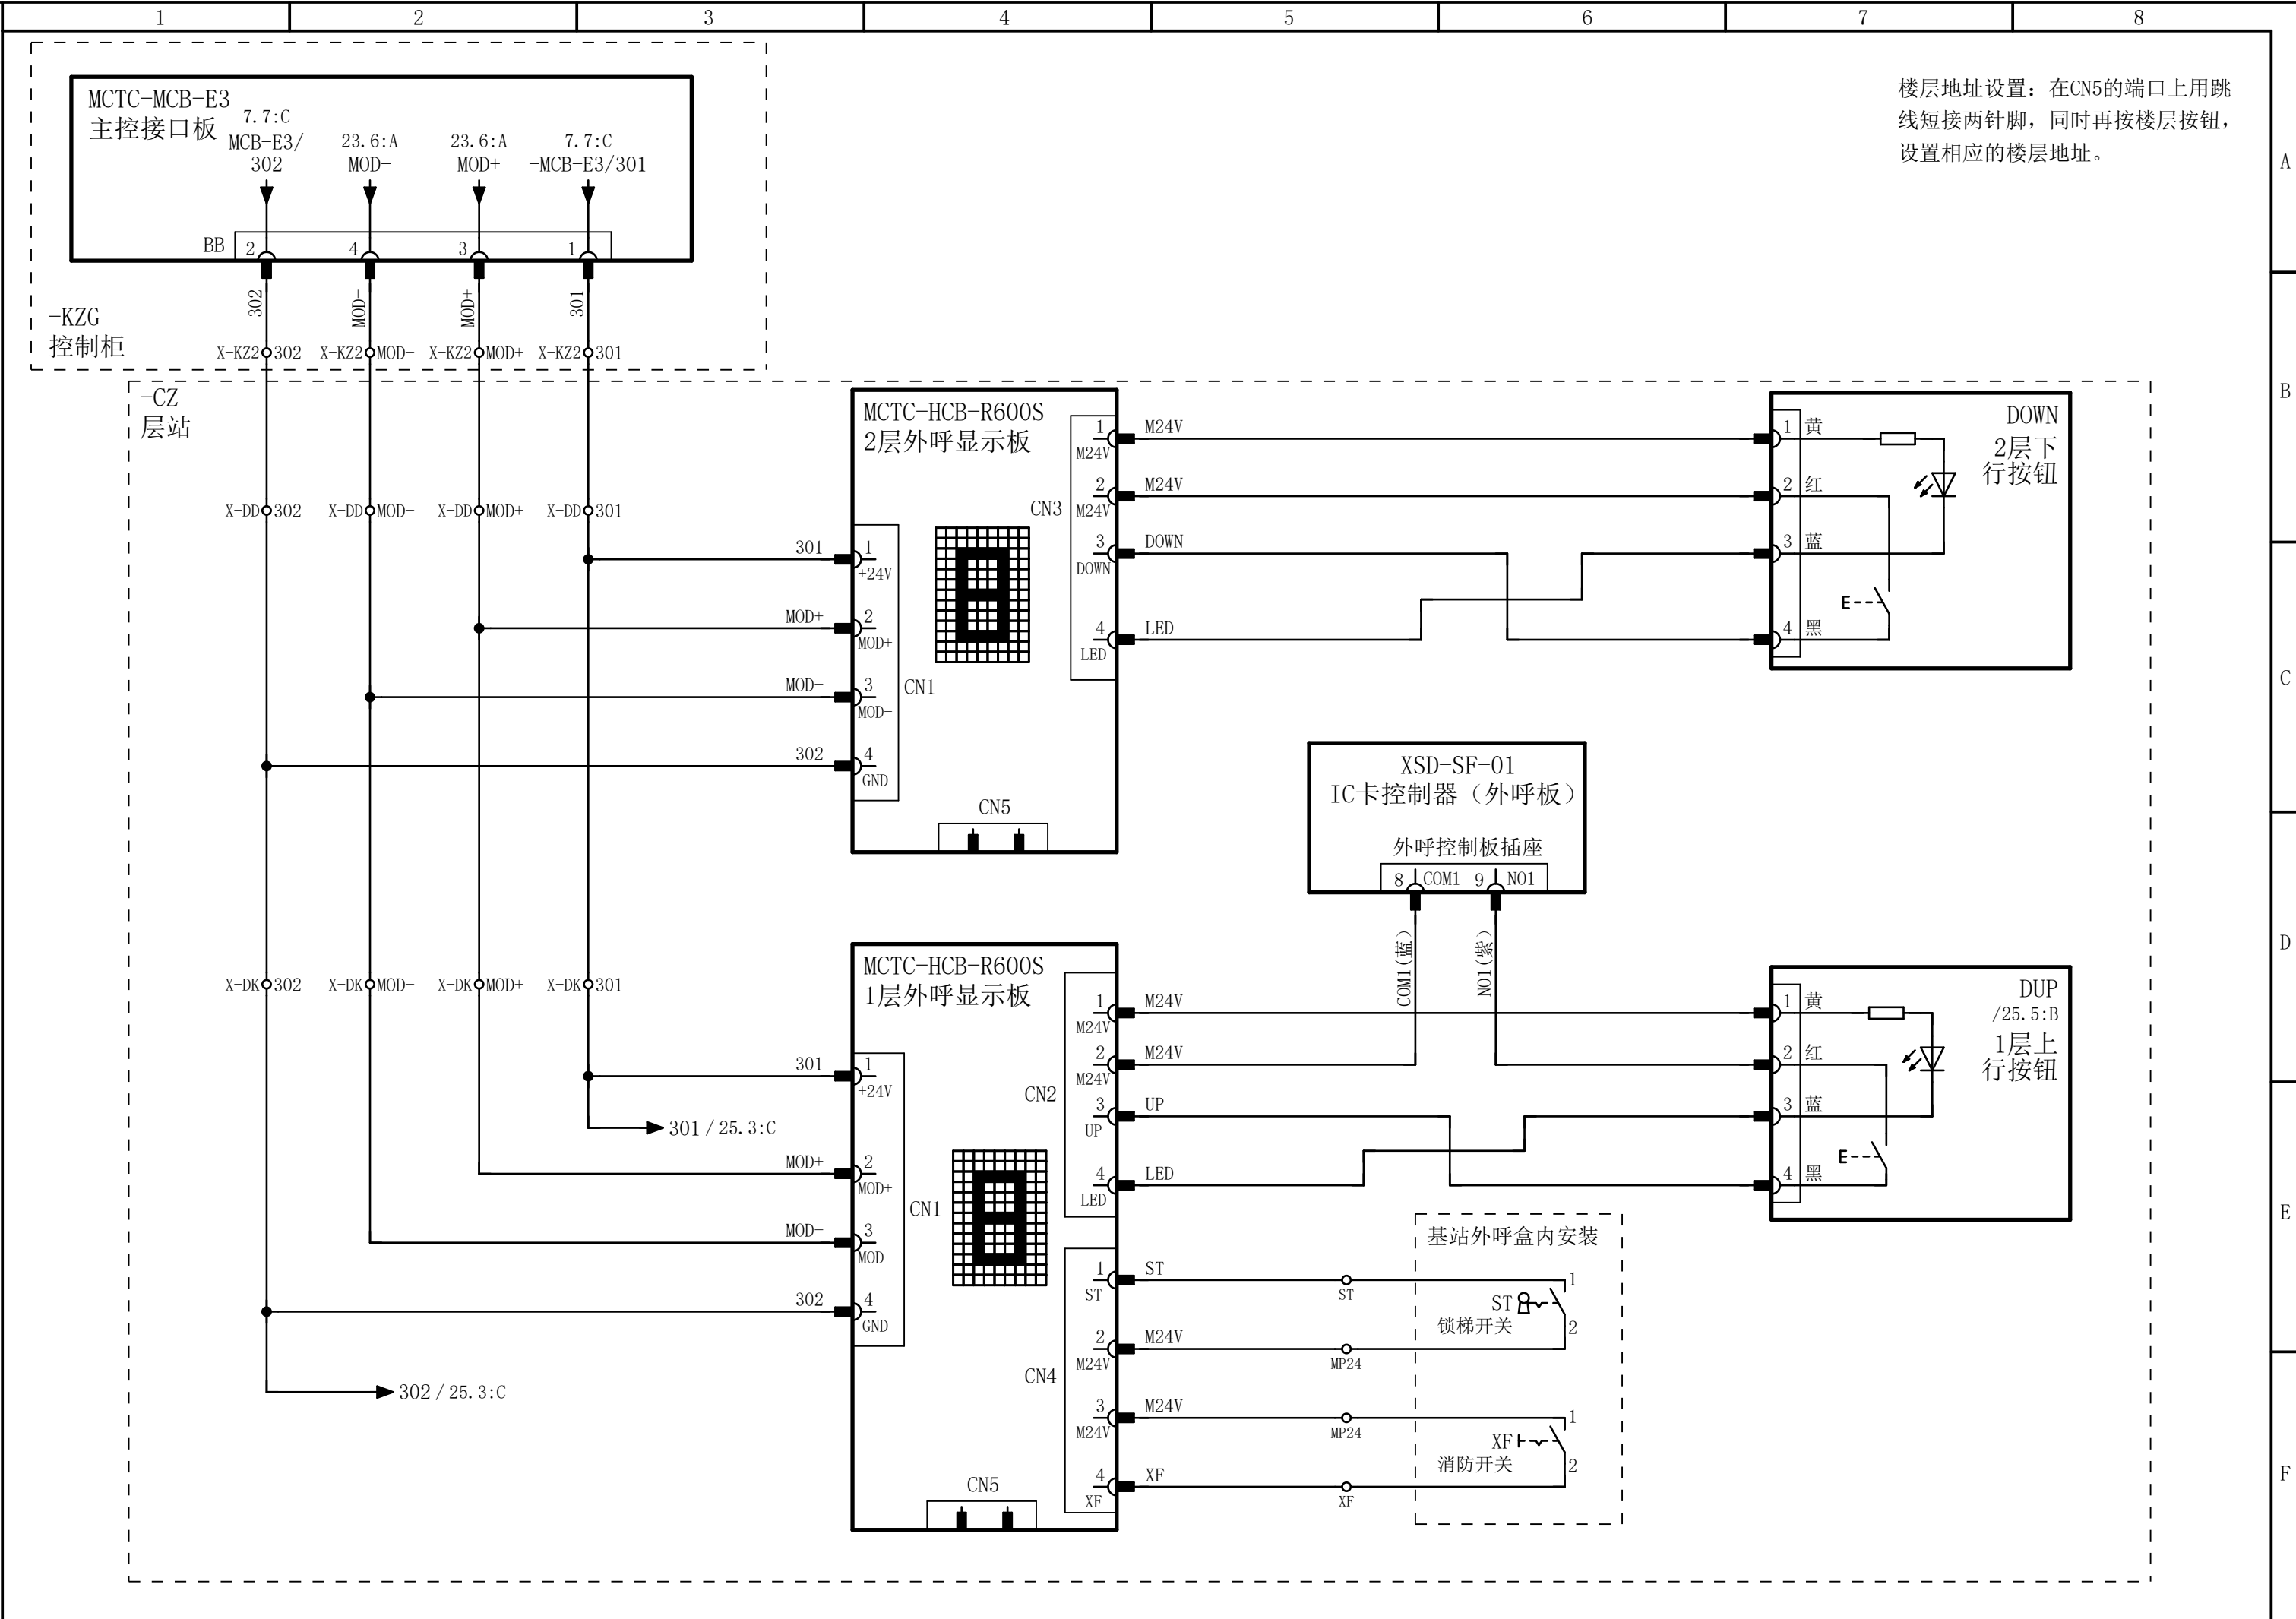 1 2 3 4 5 6 7 8
A
B
C
D
E
F
楼层地址设置：在CN5的端口上用跳
线短接两针脚，同时再按楼层按钮，
设置相应的楼层地址。
MCTC-MCB-E3
主控接口板
7.7:C
MCB-E3/
302
23.6:A
MOD-
23.6:A
MOD+
7.7:C
-MCB-E3/301
BB 2 4 3 1
302 MOD- MOD+ 301
-KZG
控制柜
X-KZ2 302 X-KZ2 MOD- X-KZ2 MOD+ X-KZ2 301
-CZ
层站
X-DD 302 X-DD MOD- X-DD MOD+ X-DD 301
MCTC-HCB-R600S
2层外呼显示板
301 1
+24V
MOD+ 2
MOD+
MOD- 3
MOD-
302 4
GND
CN1
CN5
CN3
1 M24V
M24V
2 M24V
M24V
3 DOWN
DOWN
4 LED
LED
DOWN
2层下
行按钮
1 黄
2 红
3 蓝
4 黑
XSD-SF-01
IC卡控制器（外呼板）
外呼控制板插座
8 COM1 9 NO1
COM1(蓝)
NO1(紫)
X-DK 302 X-DK MOD- X-DK MOD+ X-DK 301
MCTC-HCB-R600S
1层外呼显示板
301 1
+24V
301 / 25.3:C
MOD+ 2
MOD+
MOD- 3
MOD-
302 4
GND
302 / 25.3:C
CN1
CN5
CN2
1 M24V
M24V
2 M24V
M24V
3 UP
UP
4 LED
LED
DUP
/25.5:B
1层上
行按钮
1 黄
2 红
3 蓝
4 黑
CN4
1 ST
ST
2 M24V
M24V
3 M24V
M24V
4 XF
XF
ST
MP24
MP24
XF
基站外呼盒内安装
1
ST
锁梯开关
2
1
XF
消防开关
2